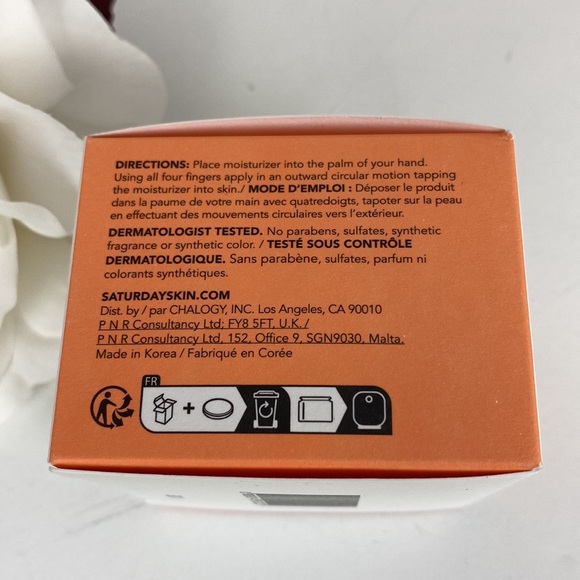 DIRECTIONS: Place moisturizer into the palm of your hand.
Using all four fingers apply in an outward circular motion tapping
the moisturizer into skin./ MODE D'EMPLOI : Déposer le produit
dans la paume de votre main avec quatredoigts, tapoter sur la peau
en effectuant des mouvements circulaires vers l'extérieur.
DERMATOLOGIST TESTED. No parabens, sulfates, synthetic
fragrance or synthetic color. / TESTÉ SOUS CONTRÔLE
DERMATOLOGIQUE. Sans parabène, sulfates, parfum ni
colorants synthétiques.
SATURDAYSKIN.COM
Dist. by / par CHALOGY, INC. Los Angeles, CA 90010
P N R Consultancy Ltd; FY8 5FT, U.K. /
P N R Consultancy Ltd, 152, Office 9, SGN9030, Malta.
Made in Korea / Fabriqué en Corée
FR